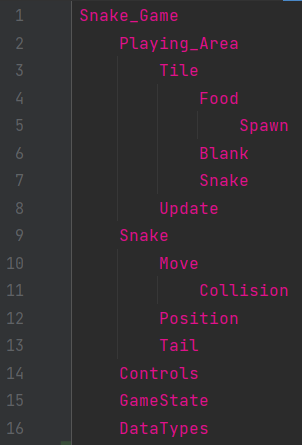 1 Snake_Game
2 Playing_Area
3 Tile
4 Food
5 Spawn
6 Blank
7 Snake
8 Update
9 Snake
10 Move
11 Collision
12 Position
13 Tail
14 Controls
15 GameState
16 DataTypes